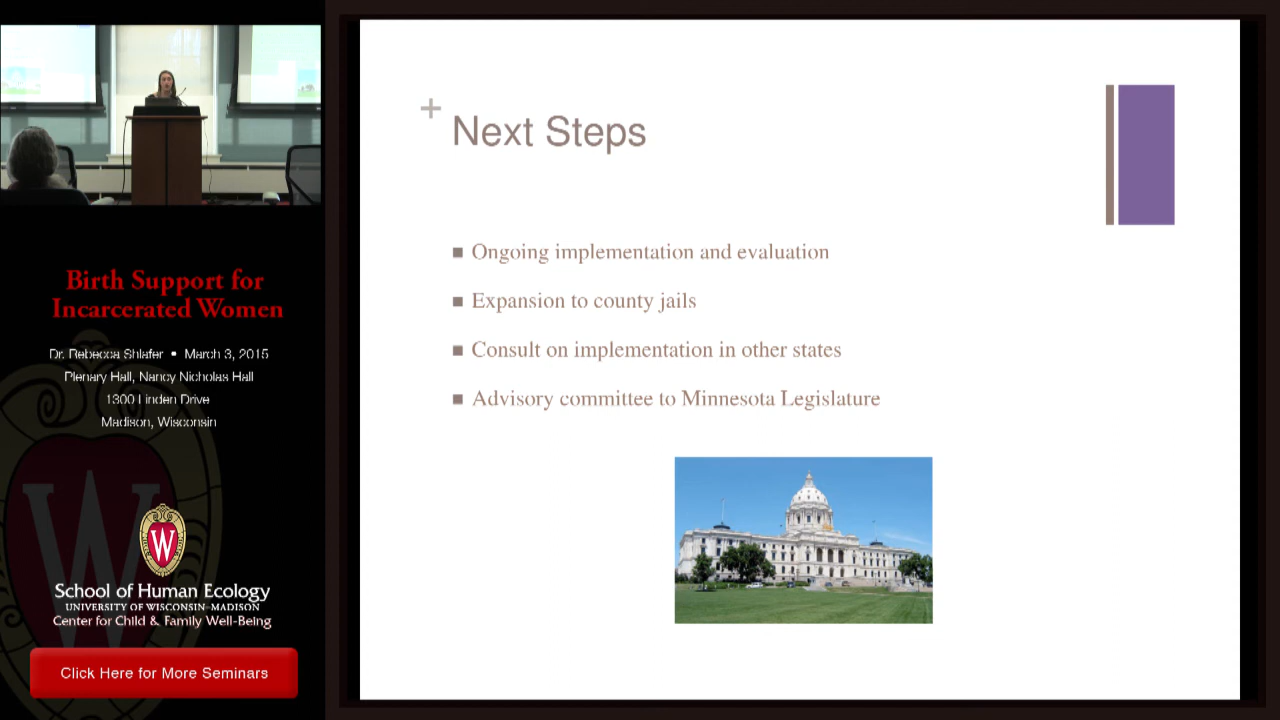 Birth Support for
Incarcerated Women
Dr. Rebecca Shlafer • March 3, 2015
Plenary Hall, Nancy Nicholas Hall
1300 Linden Drive
Madison, Wisconsin
W
School of Human Ecology
UNIVERSITY OF WISCONSIN-MADISON
Center for Child & Family Well-Being
Click Here for More Seminars
+
Next Steps
■ Ongoing implementation and evaluation
■ Expansion to county jails
■ Consult on implementation in other states
■ Advisory committee to Minnesota Legislature